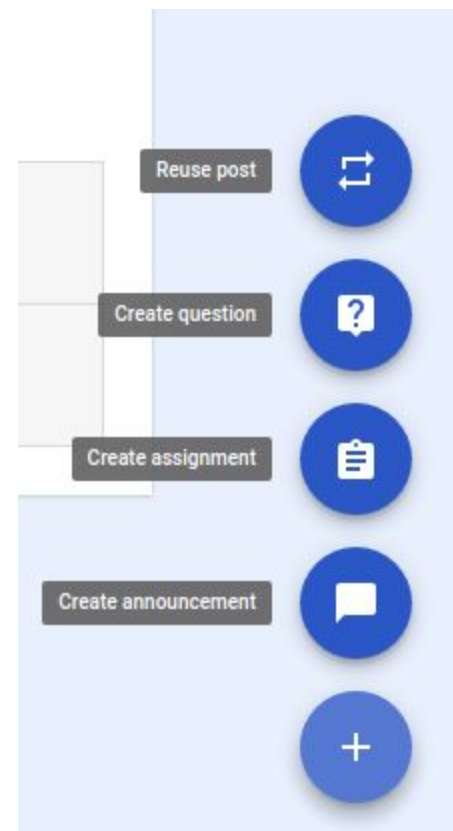 Reuse post
Create question
Create assignment
Create announcement